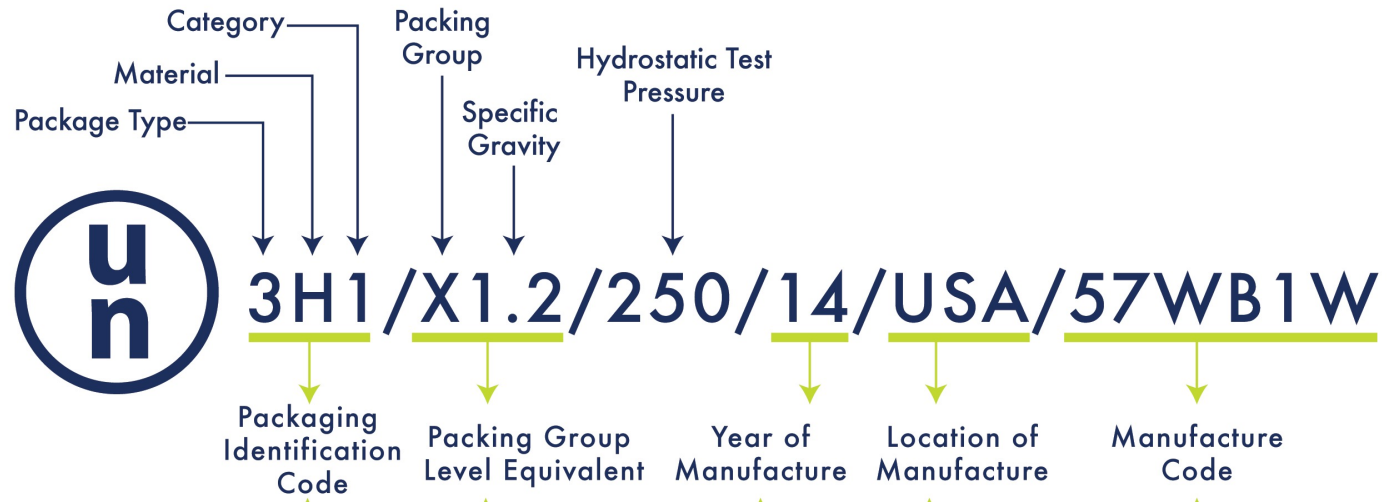 Category
Packing
Group
Material
Hydrostatic Test
Pressure
Package Type
Specific
Gravity
u
n
3H1/X1.2/250/14/USA/57WB1W
Packaging
Identification
Code
Packing Group
Level Equivalent
Year of
Manufacture
Location of
Manufacture
Manufacture
Code